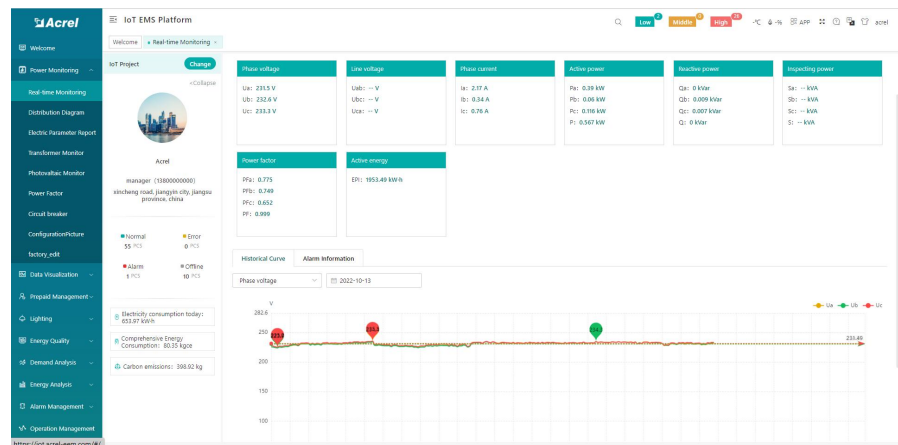 Acrel
IoT EMS Platform
Low 2
Middle
High
-℃
-%
APP
acrel
Welcome
Real-time Monitoring ×
Welcome
Power Monitoring
Real-time Monitoring
Distribution Diagram
Electric Parameter Report
Transformer Monitor
Photovaltaic Monitor
Power Factor
Circuit breaker
ConfigurationPicture
factory_edit
Data Visualization
Prepaid Management
Lighting
Energy Quality
Demand Analysis
Energy Analysis
Alarm Management
Operation Management
https://iot.acrel-eem.com/#/
IoT Project
Change
<Collapse
Acrel
manager (13800000000)
xincheng road, jiangyin city, jiangsu
province, china
Normal
55 PCS
Error
0 PCS
Alarm
1 PCS
Offline
10 PCS
Electricity consumption today:
653.97 kW·h
Comprehensive Energy
Consumption: 80.35 kgce
Carbon emissions: 398.92 kg
Phase voltage
Ua: 231.5 V
Ub: 232.6 V
Uc: 233.3 V
Line voltage
Uab: -- V
Ubc: -- V
Uca: -- V
Phase current
Ia: 2.17 A
Ib: 0.34 A
Ic: 0.76 A
Active power
Pa: 0.39 kW
Pb: 0.06 kW
Pc: 0.116 kW
P: 0.567 kW
Reactive power
Qa: 0 kVar
Qb: 0.009 kVar
Qc: 0.007 kVar
Q: 0 kVar
Inspecting power
Sa: -- kVA
Sb: -- kVA
Sc: -- kVA
S: -- kVA
Power factor
PFa: 0.775
PFb: 0.749
PFc: 0.652
PF: 0.999
Active energy
EPI: 1953.49 kW·h
Historical Curve
Alarm Information
Phase voltage
2022-10-13
Ua
Ub
Uc
V
282.6
250
200
150
100
225.3
233.49